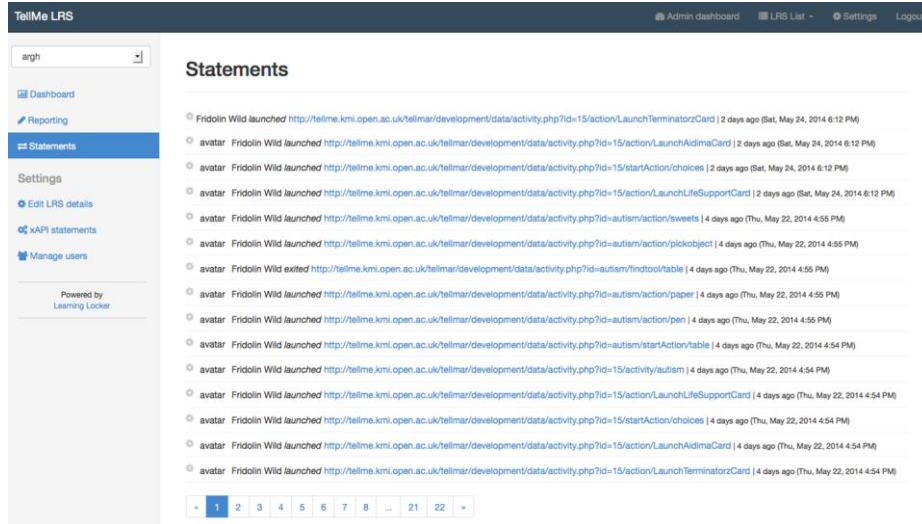 TellMe LRS
Admin dashboard
LRS List
Settings
Logou
argh
Dashboard
Reporting
Statements
Settings
Edit LRS details
xAPI statements
Manage users
Powered by
Learning Locker
Statements
Fridolin Wild launched http://tellme.kmi.open.ac.uk/tellmar/development/data/activity.php?id=15/action/LaunchTerminatorzCard | 2 days ago (Sat, May 24, 2014 6:12 PM)
avatar Fridolin Wild launched http://tellme.kmi.open.ac.uk/tellmar/development/data/activity.php?id=15/action/LaunchAidimaCard | 2 days ago (Sat, May 24, 2014 6:12 PM)
avatar Fridolin Wild launched http://tellme.kmi.open.ac.uk/tellmar/development/data/activity.php?id=15/startAction/choices | 2 days ago (Sat, May 24, 2014 6:12 PM)
avatar Fridolin Wild launched http://tellme.kmi.open.ac.uk/tellmar/development/data/activity.php?id=15/action/LaunchLifeSupportCard | 2 days ago (Sat, May 24, 2014 6:12 PM)
avatar Fridolin Wild launched http://tellme.kmi.open.ac.uk/tellmar/development/data/activity.php?id=autism/action/sweets | 4 days ago (Thu, May 22, 2014 4:55 PM)
avatar Fridolin Wild launched http://tellme.kmi.open.ac.uk/tellmar/development/data/activity.php?id=autism/action/pickobject | 4 days ago (Thu, May 22, 2014 4:55 PM)
avatar Fridolin Wild exited http://tellme.kmi.open.ac.uk/tellmar/development/data/activity.php?id=autism/findtool/table | 4 days ago (Thu, May 22, 2014 4:55 PM)
avatar Fridolin Wild launched http://tellme.kmi.open.ac.uk/tellmar/development/data/activity.php?id=autism/action/paper | 4 days ago (Thu, May 22, 2014 4:55 PM)
avatar Fridolin Wild launched http://tellme.kmi.open.ac.uk/tellmar/development/data/activity.php?id=autism/action/pen | 4 days ago (Thu, May 22, 2014 4:55 PM)
avatar Fridolin Wild launched http://tellme.kmi.open.ac.uk/tellmar/development/data/activity.php?id=autism/startAction/table | 4 days ago (Thu, May 22, 2014 4:54 PM)
avatar Fridolin Wild launched http://tellme.kmi.open.ac.uk/tellmar/development/data/activity.php?id=15/activity/autism | 4 days ago (Thu, May 22, 2014 4:54 PM)
avatar Fridolin Wild launched http://tellme.kmi.open.ac.uk/tellmar/development/data/activity.php?id=15/action/LaunchLifeSupportCard | 4 days ago (Thu, May 22, 2014 4:54 PM)
avatar Fridolin Wild launched http://tellme.kmi.open.ac.uk/tellmar/development/data/activity.php?id=15/startAction/choices | 4 days ago (Thu, May 22, 2014 4:54 PM)
avatar Fridolin Wild launched http://tellme.kmi.open.ac.uk/tellmar/development/data/activity.php?id=15/action/LaunchAidimaCard | 4 days ago (Thu, May 22, 2014 4:54 PM)
avatar Fridolin Wild launched http://tellme.kmi.open.ac.uk/tellmar/development/data/activity.php?id=15/action/LaunchTerminatorzCard | 4 days ago (Thu, May 22, 2014 4:54 PM)
« 1 2 3 4 5 6 7 8 ... 21 22 »